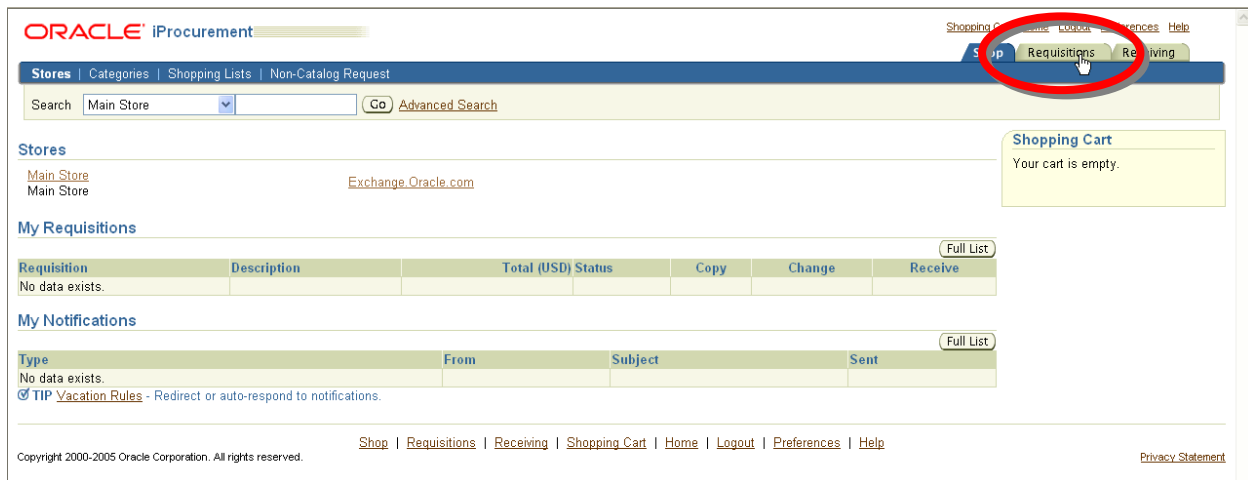 ORACLE iProcurement
Shopping Home Logout Preferences Help
Shop Requisitions Receiving
Stores | Categories | Shopping Lists | Non-Catalog Request
Search Main Store Go Advanced Search
Stores
Main Store
Main Store
Exchange.Oracle.com
Shopping Cart
Your cart is empty.
My Requisitions
Full List
Requisition Description Total (USD) Status Copy Change Receive
No data exists.
My Notifications
Full List
Type From Subject Sent
No data exists.
TIP Vacation Rules - Redirect or auto-respond to notifications.
Shop | Requisitions | Receiving | Shopping Cart | Home | Logout | Preferences | Help
Copyright 2000-2005 Oracle Corporation. All rights reserved.
Privacy Statement